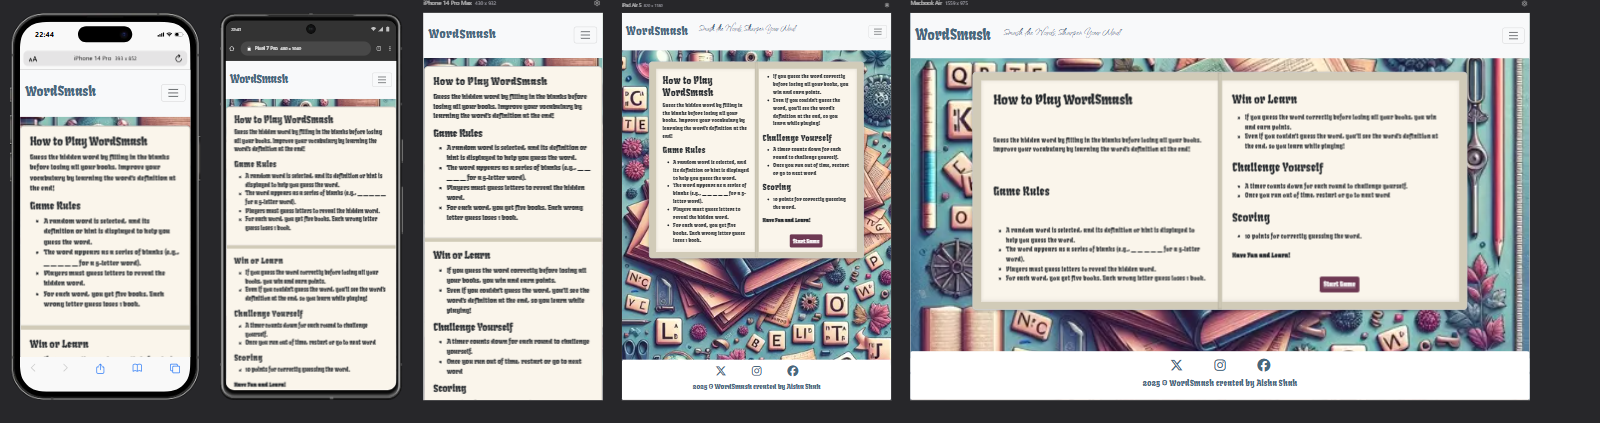 22:44
AA
iPhone 14 Pro 393 x 852
WordSmash
How to Play WordSmash
Guess the hidden word by filling in the blanks
before losing all your books. Improve your
vocabulary by learning the word's definition at
the end!
Game Rules
A random word is selected, and its
definition or hint is displayed to help you
guess the word.
The word appears as a series of blanks (e.g.,
_ _ _ _ _ for a 5-letter word).
Players must guess letters to reveal the
hidden word.
For each word, you get five books. Each
wrong letter guess loses 1 book.
Win or Learn
Pixel 7 Pro
WordSmash
How to Play WordSmash
Guess the hidden word by filling in the blanks before losing
all your books. Improve your vocabulary by learning the
word's definition at the end!
Game Rules
A random word is selected, and its definition or hint is
displayed to help you guess the word.
The word appears as a series of blanks (e.g., _ _ _ _ _
for a 5-letter word).
Players must guess letters to reveal the hidden word.
For each word, you get five books. Each wrong letter
guess loses 1 book.
Win or Learn
If you guess the word correctly before losing all your
books, you win and earn points.
Even if you couldn't guess the word, you'll see the word's
definition at the end, so you learn while playing!
Challenge Yourself
A timer counts down for each round to challenge
yourself.
Once you run out of time, restart or go to next word
Scoring
10 points for correctly guessing the word.
Have Fun and Learn!
iPhone 14 Pro Max 430 x 932
WordSmash
How to Play WordSmash
Guess the hidden word by filling in the blanks before
losing all your books. Improve your vocabulary by
learning the word's definition at the end!
Game Rules
A random word is selected, and its definition or
hint is displayed to help you guess the word.
The word appears as a series of blanks (e.g., _ _
_ _ _ for a 5-letter word).
Players must guess letters to reveal the hidden
word.
For each word, you get five books. Each wrong
letter guess loses 1 book.
Win or Learn
If you guess the word correctly before losing all
your books, you win and earn points.
Even if you couldn't guess the word, you'll see the
word's definition at the end, so you learn while
playing!
Challenge Yourself
A timer counts down for each round to challenge
yourself.
Once you run out of time, restart or go to next
word
Scoring
iPad Air 5
WordSmash
Smash the Words, Sharpen Your Mind!
How to Play
WordSmash
Guess the hidden word by filling in
the blanks before losing all your
books. Improve your vocabulary by
learning the word's definition at the
end!
Game Rules
A random word is selected, and
its definition or hint is displayed
to help you guess the word.
The word appears as a series of
blanks (e.g., _ _ _ _ _ for a 5-
letter word).
Players must guess letters to
reveal the hidden word.
For each word, you get five
books. Each wrong letter guess
loses 1 book.
If you guess the word correctly
before losing all your books, you
win and earn points.
Even if you couldn't guess the
word, you'll see the word's
definition at the end, so you
learn while playing!
Challenge Yourself
A timer counts down for each
round to challenge yourself.
Once you run out of time, restart
or go to next word
Scoring
10 points for correctly guessing
the word.
Have Fun and Learn!
Start Game
2025 © WordSmash created by Aisha Shah
Macbook Air 1559 x 975
WordSmash
Smash the Words, Sharpen Your Mind!
How to Play WordSmash
Guess the hidden word by filling in the blanks before losing all your books.
Improve your vocabulary by learning the word's definition at the end!
Game Rules
A random word is selected, and its definition or hint is displayed to
help you guess the word.
The word appears as a series of blanks (e.g., _ _ _ _ _ for a 5-letter
word).
Players must guess letters to reveal the hidden word.
For each word, you get five books. Each wrong letter guess loses 1 book.
Win or Learn
If you guess the word correctly before losing all your books, you win
and earn points.
Even if you couldn't guess the word, you'll see the word's definition at
the end, so you learn while playing!
Challenge Yourself
A timer counts down for each round to challenge yourself.
Once you run out of time, restart or go to next word
Scoring
10 points for correctly guessing the word.
Have Fun and Learn!
Start Game
2025 © WordSmash created by Aisha Shah